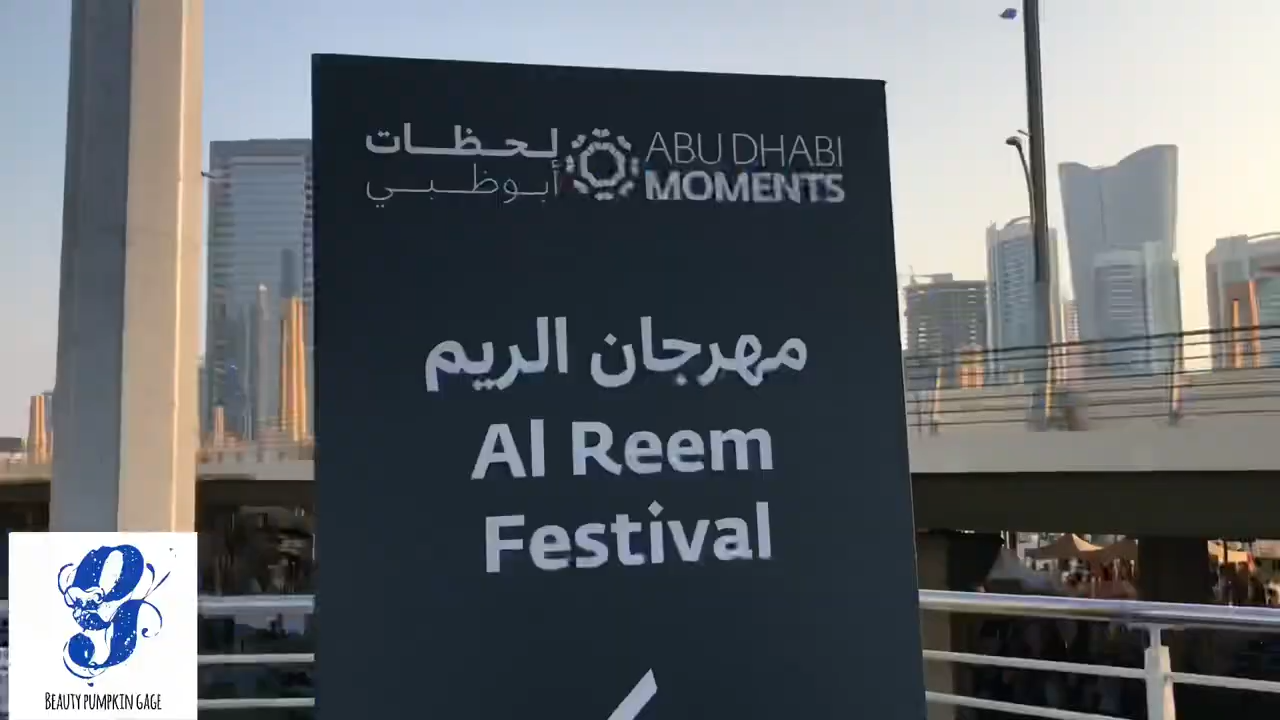 لحظات
أبوظبي
ABU DHABI
MOMENTS
مهرجان الريم
Al Reem
Festival
BEAUTY PUMPKIN GAGE